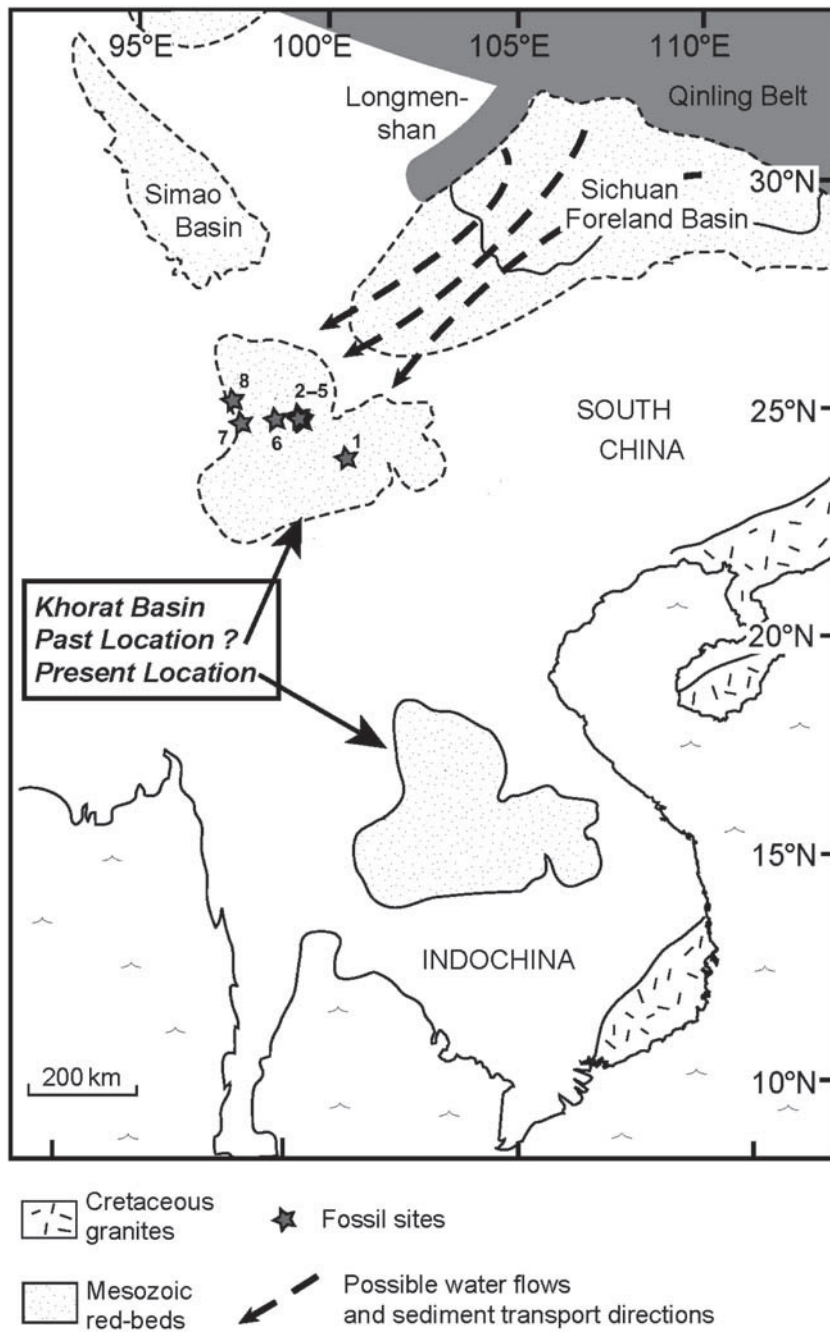 95°E
100°E
105°E
110°E
Longmen-
shan
Qinling Belt
30°N
Simao
Basin
Sichuan
Foreland Basin
8
2–5
25°N
7
6
1
SOUTH
CHINA
Khorat Basin
Past Location ?
Present Location
20°N
15°N
INDOCHINA
200 km
10°N
Cretaceous
granites
Fossil sites
Mesozoic
red-beds
Possible water flows
and sediment transport directions